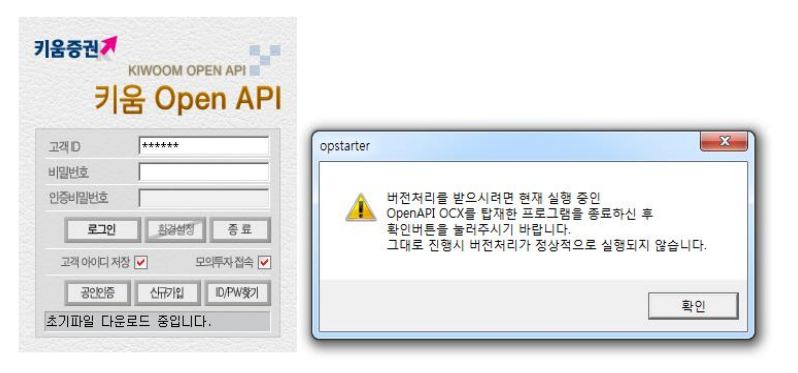 키움증권
KIWOOM OPEN API
키움 Open API
고객 ID ******
비밀번호
인증비밀번호
로그인 환경설정 종 료
고객 아이디 저장 모의투자 접속
공인인증 신규가입 ID/PW찾기
초기파일 다운로드 중입니다.
opstarter
버전처리를 받으시려면 현재 실행 중인
OpenAPI OCX를 탑재한 프로그램을 종료하신 후
확인버튼을 눌러주시기 바랍니다.
그대로 진행시 버전처리가 정상적으로 실행되지 않습니다.
확인